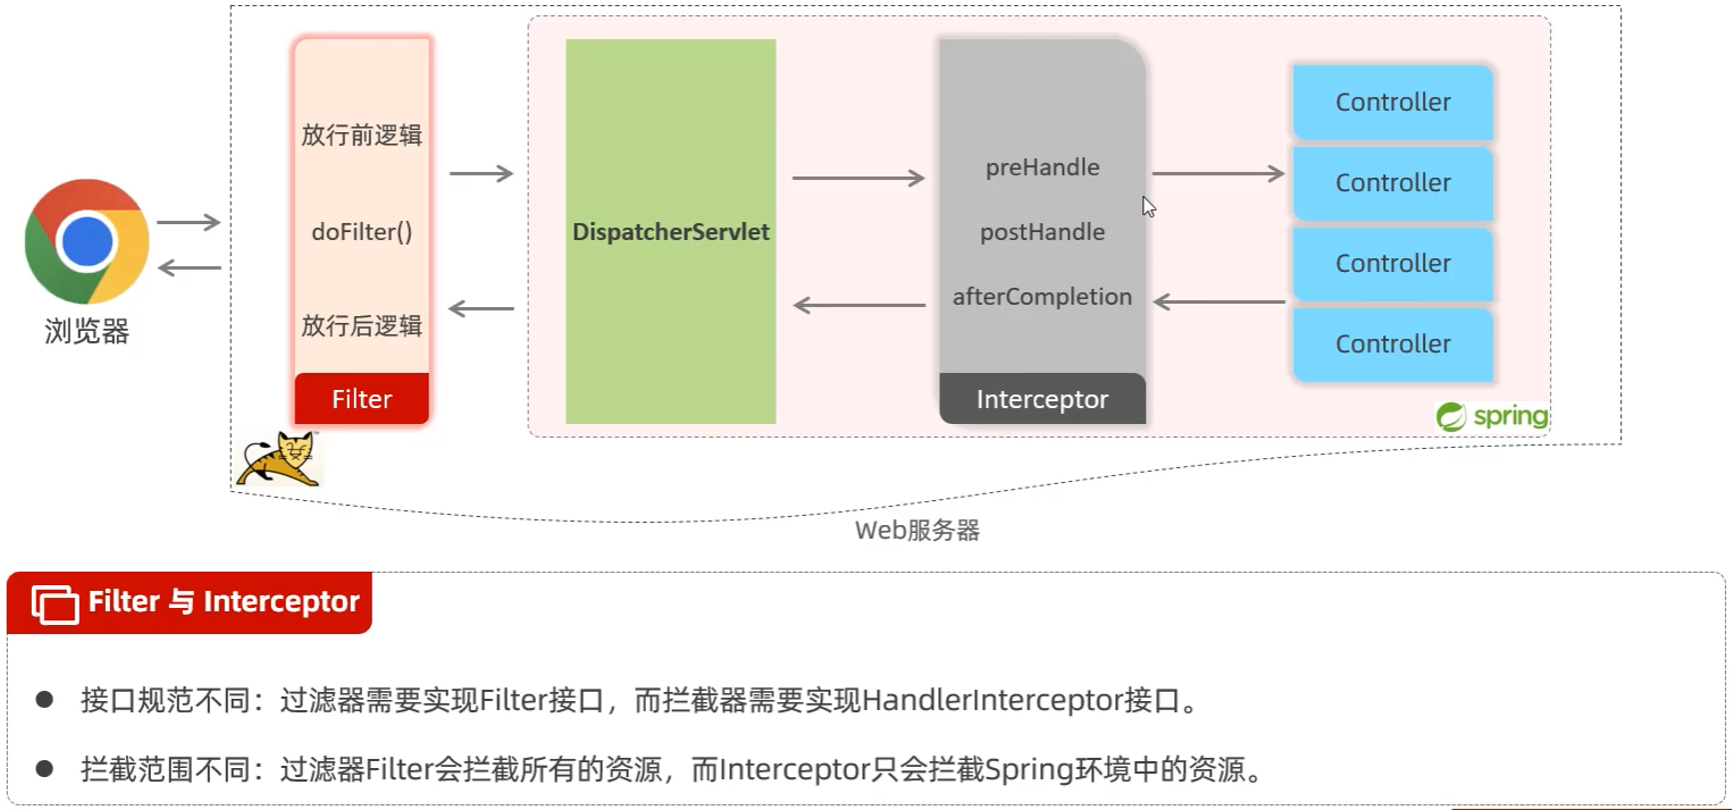 放行前逻辑
doFilter()
放行后逻辑
Filter
浏览器
DispatcherServlet
preHandle
postHandle
afterCompletion
Interceptor
Controller
Controller
Controller
Controller
spring
Web服务器
Filter 与 Interceptor
接口规范不同：过滤器需要实现Filter接口，而拦截器需要实现HandlerInterceptor接口。
拦截范围不同：过滤器Filter会拦截所有的资源，而Interceptor只会拦截Spring环境中的资源。